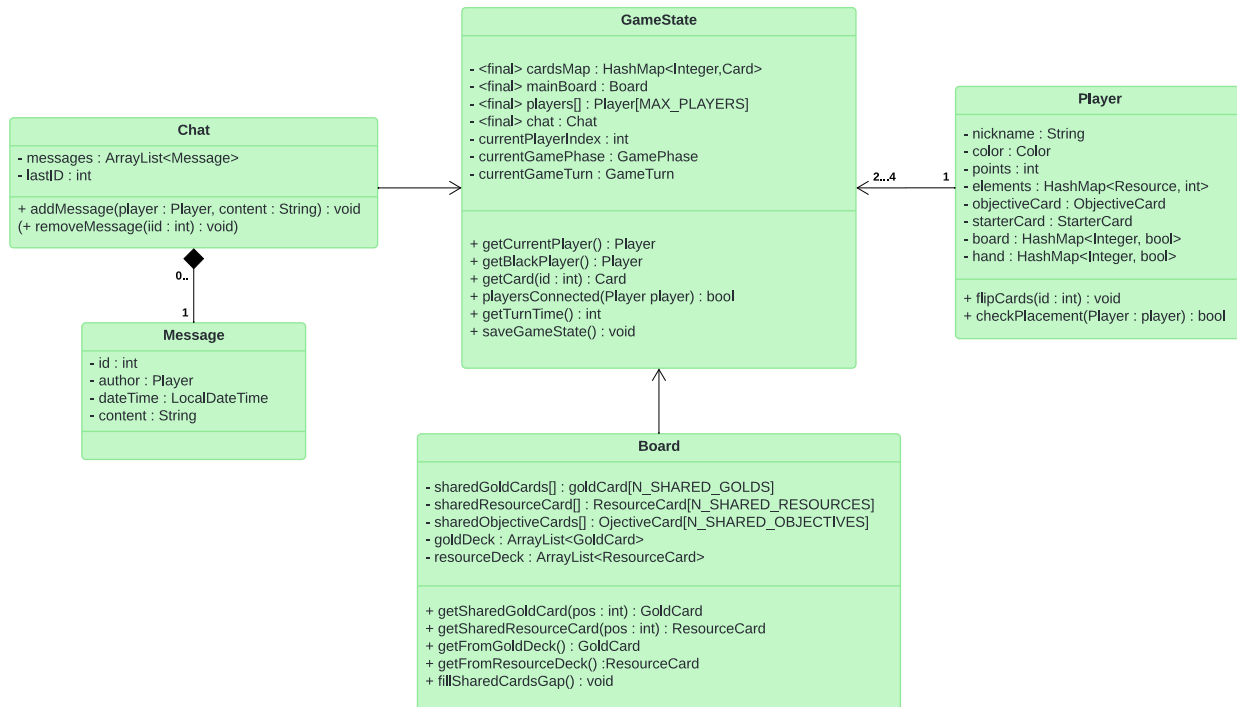 GameState
- <final> cardsMap : HashMap<Integer,Card>
- <final> mainBoard : Board
- <final> players[] : Player[MAX_PLAYERS]
- <final> chat : Chat
- currentPlayerIndex : int
- currentGamePhase : GamePhase
- currentGameTurn : GameTurn
+ getCurrentPlayer() : Player
+ getBlackPlayer() : Player
+ getCard(id : int) : Card
+ playersConnected(Player player) : bool
+ getTurnTime() : int
+ saveGameState() : void
Chat
- messages : ArrayList<Message>
- lastID : int
+ addMessage(player : Player, content : String) : void
(+ removeMessage(iid : int) : void)
0..
1
Message
- id : int
- author : Player
- dateTime : LocalDateTime
- content : String
2...4
1
Player
- nickname : String
- color : Color
- points : int
- elements : HashMap<Resource, int>
- objectiveCard : ObjectiveCard
- starterCard : StarterCard
- board : HashMap<Integer, bool>
- hand : HashMap<Integer, bool>
+ flipCards(id : int) : void
+ checkPlacement(Player : player) : bool
Board
- sharedGoldCards[] : goldCard[N_SHARED_GOLDS]
- sharedResourceCard[] : ResourceCard[N_SHARED_RESOURCES]
- sharedObjectiveCards[] : OjectiveCard[N_SHARED_OBJECTIVES]
- goldDeck : ArrayList<GoldCard>
- resourceDeck : ArrayList<ResourceCard>
+ getSharedGoldCard(pos : int) : GoldCard
+ getSharedResourceCard(pos : int) : ResourceCard
+ getFromGoldDeck() : GoldCard
+ getFromResourceDeck() :ResourceCard
+ fillSharedCardsGap() : void